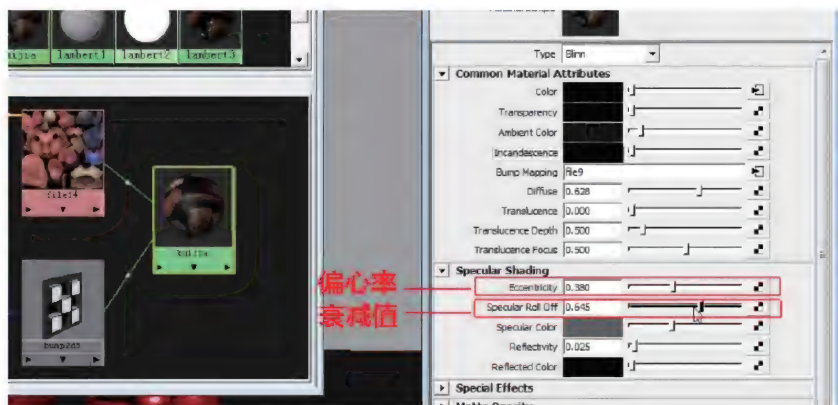 lambert1 lambert2 lambert3
Type Blinn
Common Material Attributes
Color
Transparency
Ambient Color
Incandescence
Bump Mapping file9
Diffuse 0.628
Translucence 0.000
Translucence Depth 0.500
Translucence Focus 0.500
file4
Specular Shading
偏心率
Eccentricity 0.380
衰减值
Specular Roll Off 0.645
Specular Color
bump2d5
Reflectivity 0.025
Reflected Color
Special Effects